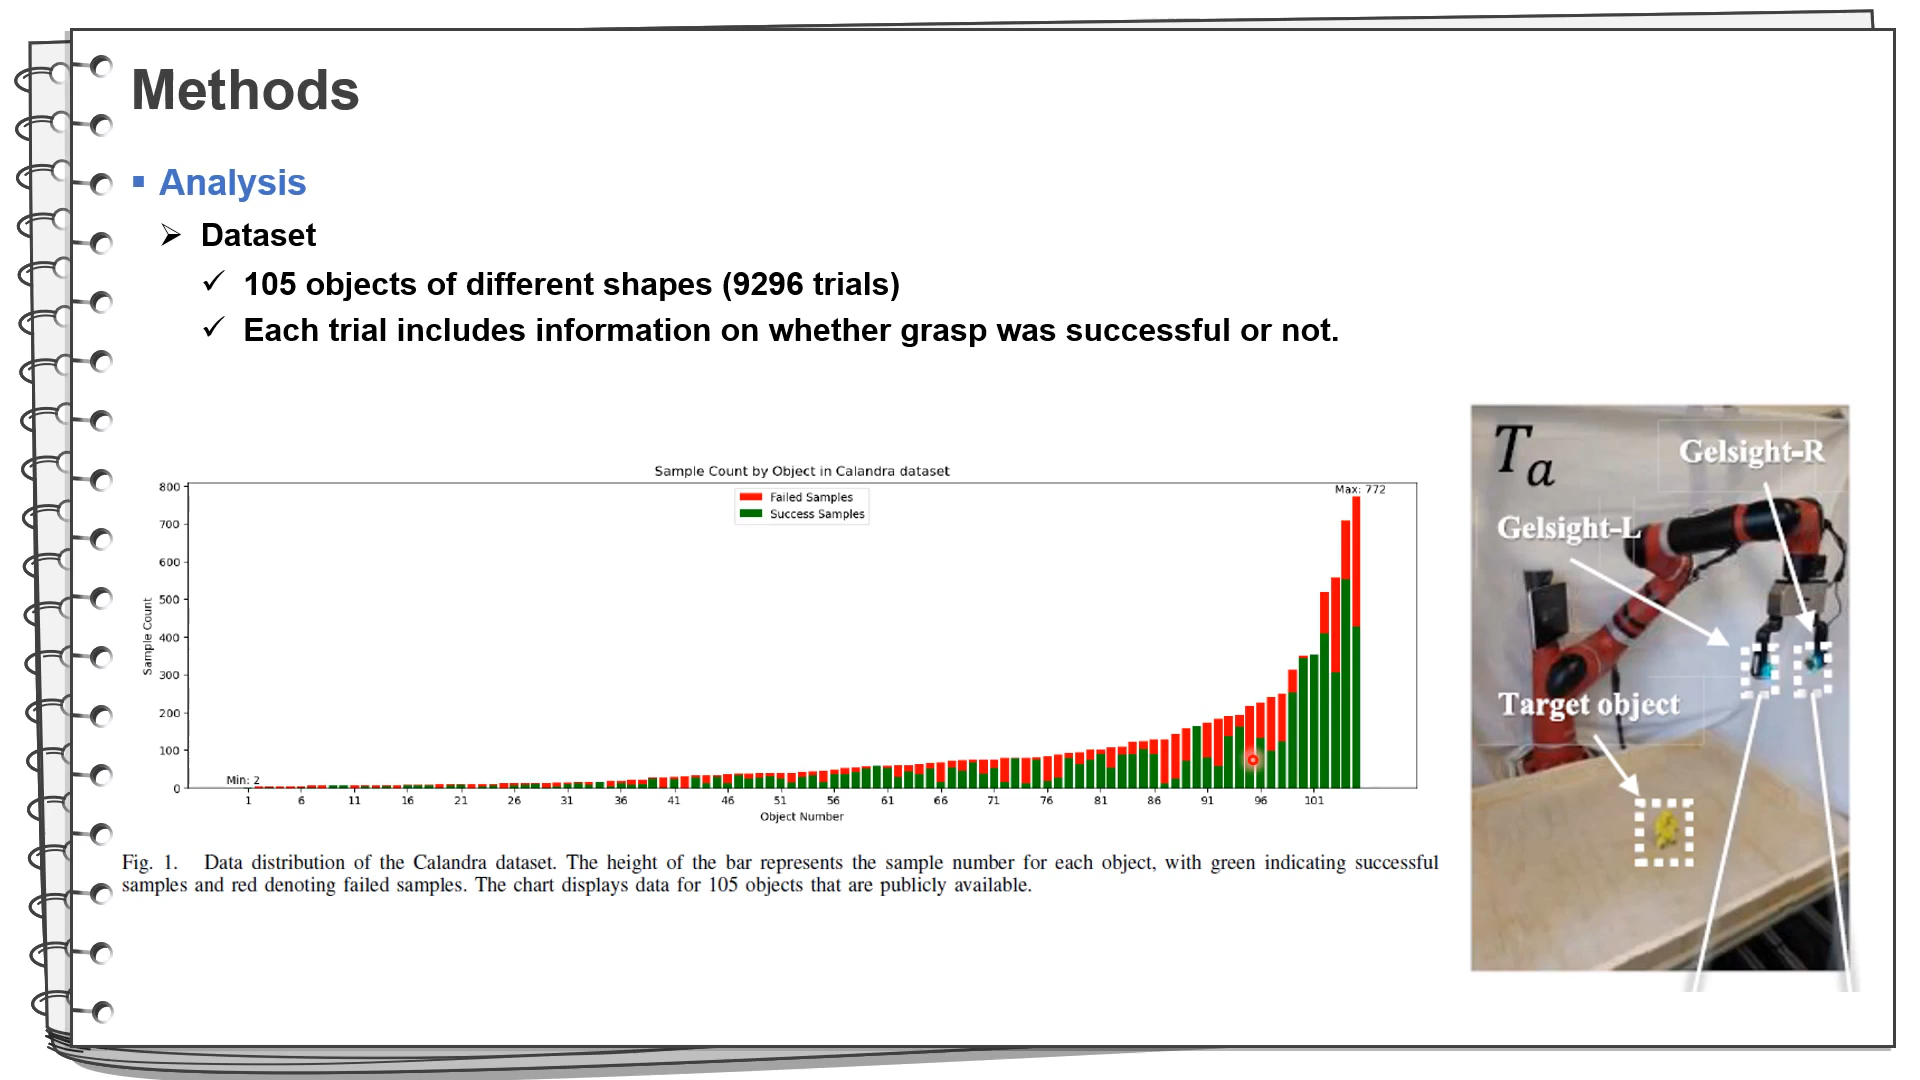 Methods
Analysis
Dataset
105 objects of different shapes (9296 trials)
Each trial includes information on whether grasp was successful or not.
Sample Count by Object in Calandra dataset
Failed Samples
Success Samples
Max: 772
Min: 2
800
700
600
500
400
300
200
100
0
Sample Count
1 6 11 16 21 26 31 36 41 46 51 56 61 66 71 76 81 86 91 96 101
Object Number
Fig. 1. Data distribution of the Calandra dataset. The height of the bar represents the sample number for each object, with green indicating successful
samples and red denoting failed samples. The chart displays data for 105 objects that are publicly available.
Ta
Gelsight-R
Gelsight-L
Target object